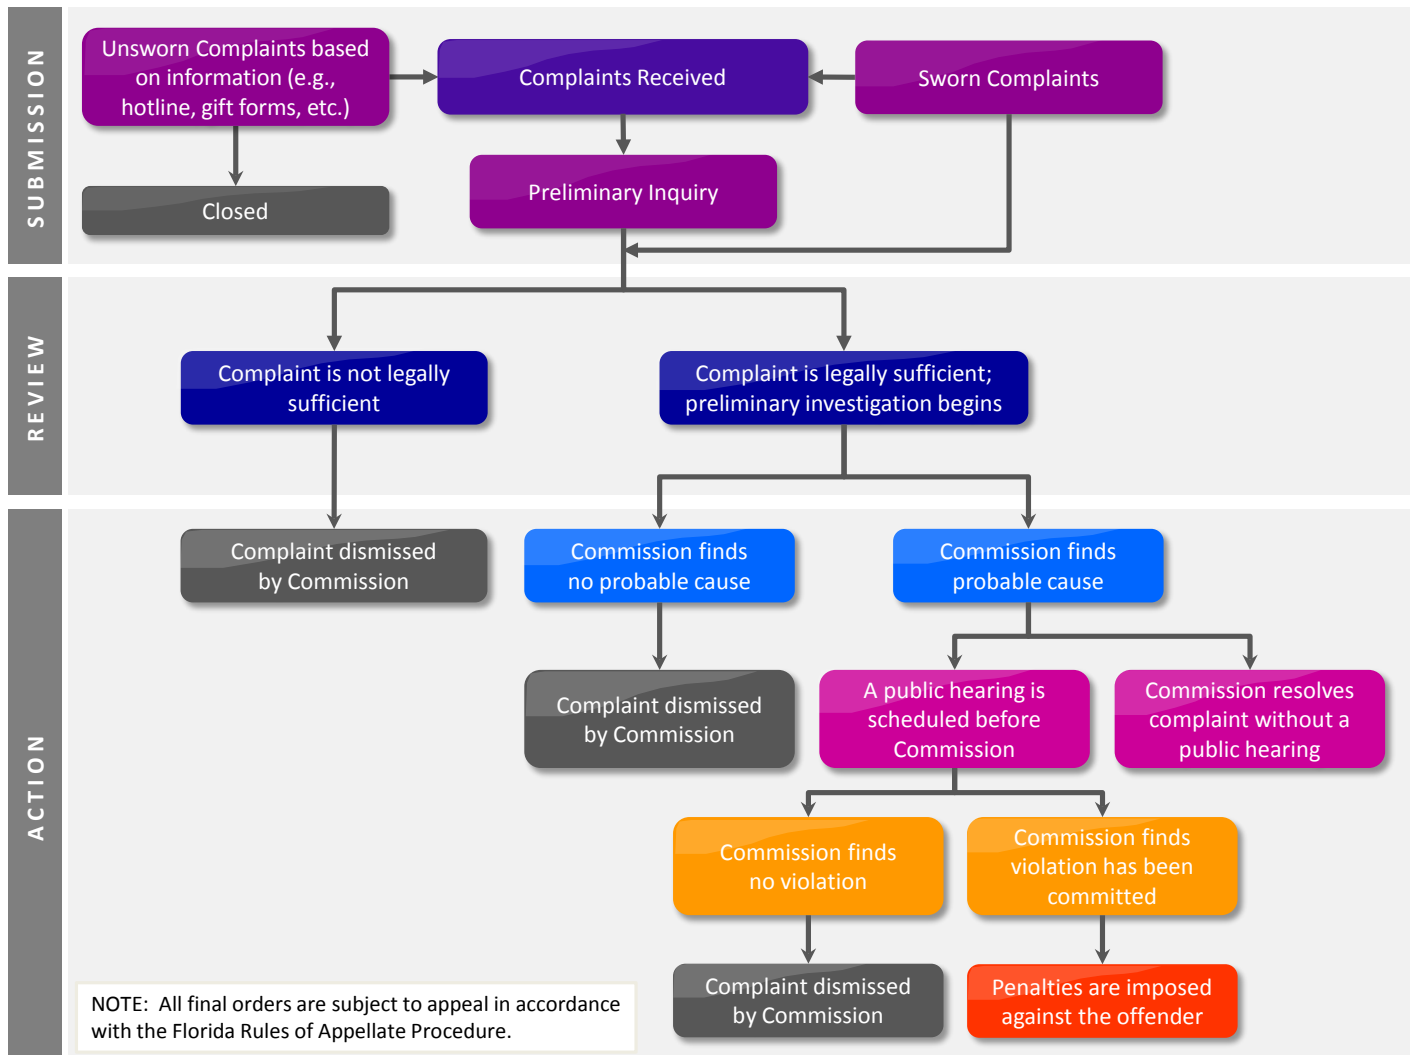 SUBMISSION
Unsworn Complaints based
on information (e.g.,
hotline, gift forms, etc.)
Complaints Received
Sworn Complaints
Closed
Preliminary Inquiry
REVIEW
Complaint is not legally
sufficient
Complaint is legally sufficient;
preliminary investigation begins
ACTION
Complaint dismissed
by Commission
Commission finds
no probable cause
Commission finds
probable cause
Complaint dismissed
by Commission
A public hearing is
scheduled before
Commission
Commission resolves
complaint without a
public hearing
Commission finds
no violation
Commission finds
violation has been
committed
Complaint dismissed
by Commission
Penalties are imposed
against the offender
NOTE:  All final orders are subject to appeal in accordance
with the Florida Rules of Appellate Procedure.